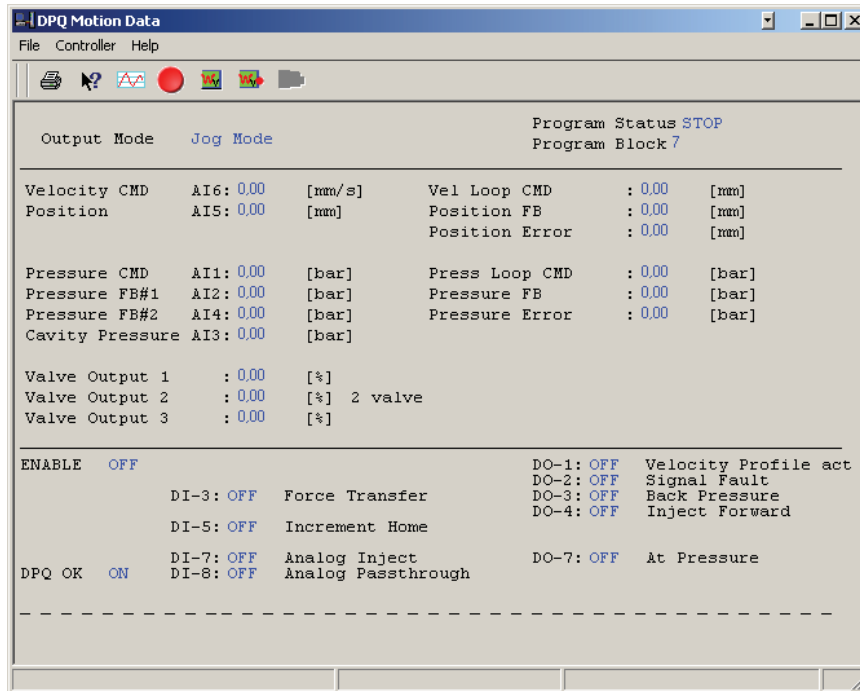 DPQ Motion Data
File Controller Help
Program Status STOP
Output Mode Jog Mode
Program Block 7
Velocity CMD AI6: 0,00 [mm/s] Vel Loop CMD : 0,00 [mm]
Position AI5: 0,00 [mm] Position FB : 0,00 [mm]
Position Error : 0,00 [mm]
Pressure CMD AI1: 0,00 [bar] Press Loop CMD : 0,00 [bar]
Pressure FB#1 AI2: 0,00 [bar] Pressure FB : 0,00 [bar]
Pressure FB#2 AI4: 0,00 [bar] Pressure Error : 0,00 [bar]
Cavity Pressure AI3: 0,00 [bar]
Valve Output 1 : 0,00 [%]
Valve Output 2 : 0,00 [%] 2 valve
Valve Output 3 : 0,00 [%]
ENABLE OFF DO-1: OFF Velocity Profile act
DO-2: OFF Signal Fault
DI-3: OFF Force Transfer DO-3: OFF Back Pressure
DO-4: OFF Inject Forward
DI-5: OFF Increment Home
DI-7: OFF Analog Inject DO-7: OFF At Pressure
DPQ OK ON DI-8: OFF Analog Passthrough